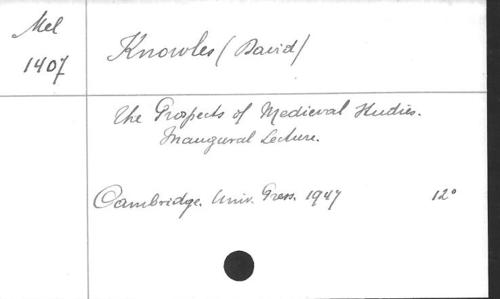 Mel
1407
Knowles (David)
The Prospects of Medieval Studies.
Inaugural Lecture.
Cambridge. Univ. Press. 1947 12°